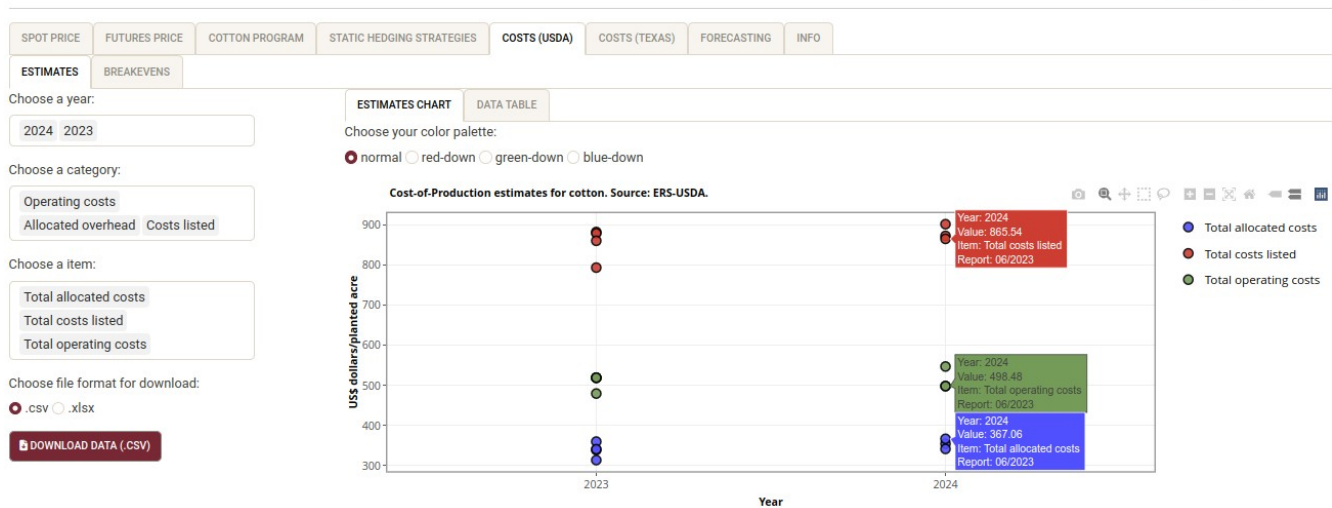 SPOT PRICE FUTURES PRICE COTTON PROGRAM STATIC HEDGING STRATEGIES COSTS (USDA) COSTS (TEXAS) FORECASTING INFO
ESTIMATES BREAKEVENS
Choose a year:
2024 2023
Choose a category:
Operating costs
Allocated overhead Costs listed
Choose a item:
Total allocated costs
Total costs listed
Total operating costs
Choose file format for download:
.csv .xlsx
DOWNLOAD DATA (.CSV)
ESTIMATES CHART DATA TABLE
Choose your color palette:
normal red-down green-down blue-down
Cost-of-Production estimates for cotton. Source: ERS-USDA.
US$ dollars/planted acre
900
800
700
600
500
400
300
Year: 2024
Value: 865.54
Item: Total costs listed
Report: 06/2023
Year: 2024
Value: 498.48
Item: Total operating costs
Report: 06/2023
Year: 2024
Value: 367.06
Item: Total allocated costs
Report: 06/2023
2023 2024
Year
Total allocated costs
Total costs listed
Total operating costs